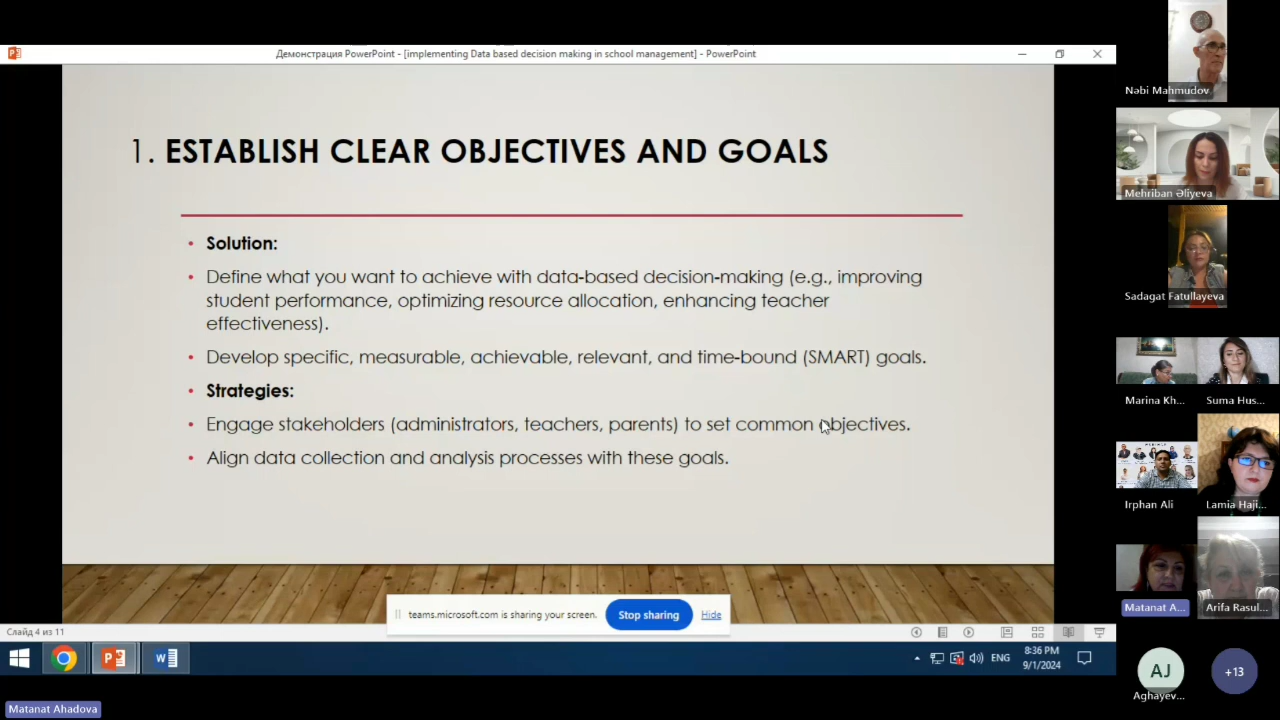 Демонстрация PowerPoint - [implementing Data based decision making in school management] - PowerPoint
1. ESTABLISH CLEAR OBJECTIVES AND GOALS
• Solution:
• Define what you want to achieve with data-based decision-making (e.g., improving
student performance, optimizing resource allocation, enhancing teacher
effectiveness).
• Develop specific, measurable, achievable, relevant, and time-bound (SMART) goals.
• Strategies:
• Engage stakeholders (administrators, teachers, parents) to set common objectives.
• Align data collection and analysis processes with these goals.
teams.microsoft.com is sharing your screen.
Stop sharing
Hide
Слайд 4 из 11
ENG
8:36 PM
9/1/2024
Matanat Ahadova
Nəbi Mahmudov
Mehriban Əliyeva
Sadagat Fatullayeva
Marina Kh...
Suma Hus...
Irphan Ali
Lamia Haji...
Matanat A...
Arifa Rasul...
AJ
Aghayev...
+13